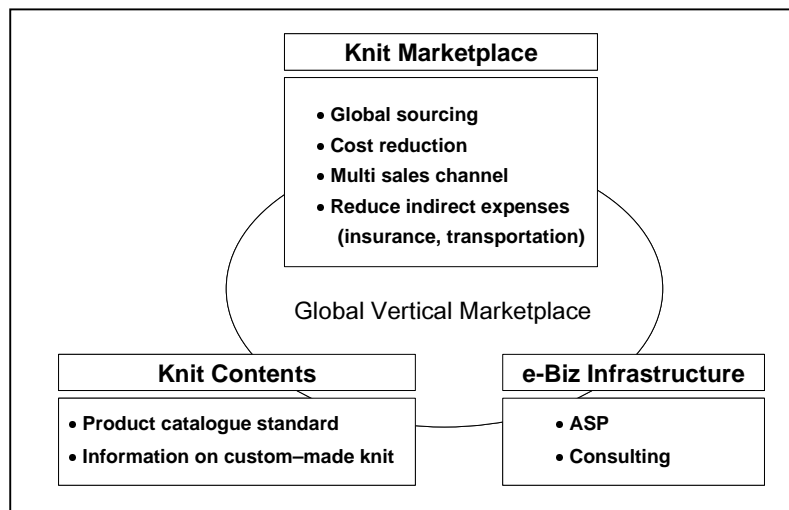 Knit Marketplace
• Global sourcing
• Cost reduction
• Multi sales channel
• Reduce indirect expenses
(insurance, transportation)
Global Vertical Marketplace
Knit Contents
• Product catalogue standard
• Information on custom–made knit
e-Biz Infrastructure
• ASP
• Consulting